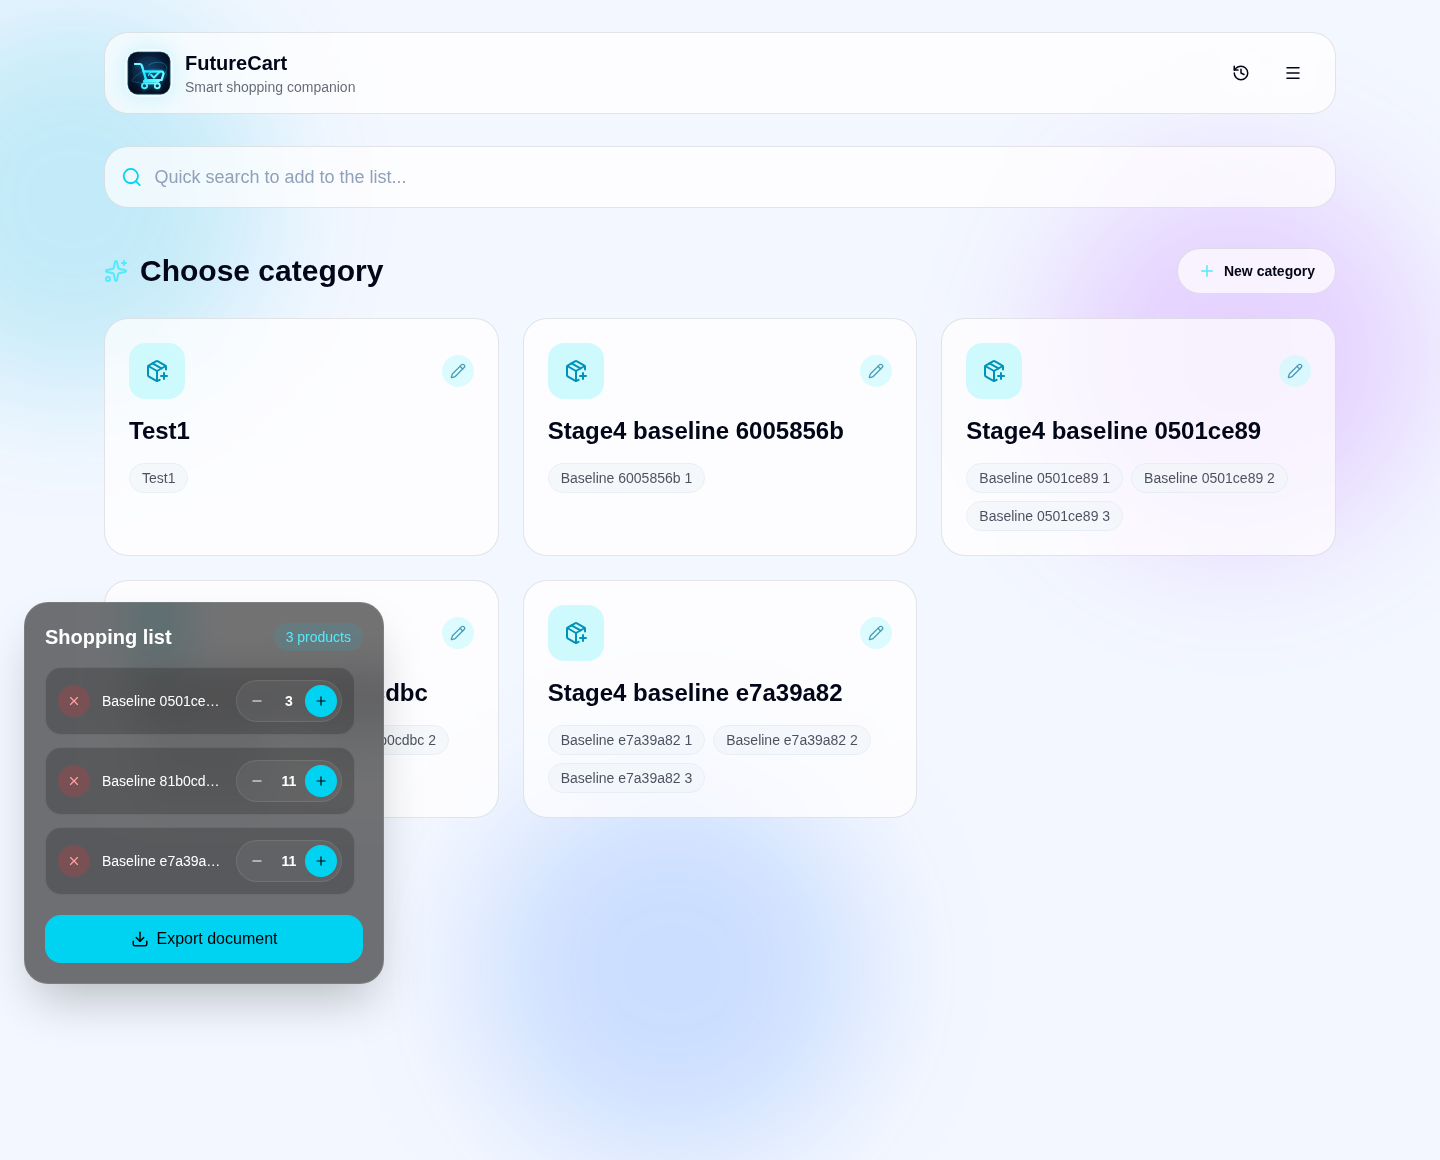 FutureCart
Smart shopping companion
Quick search to add to the list...
Choose category
New category
Test1
Test1
Stage4 baseline 6005856b
Baseline 6005856b 1
Stage4 baseline 0501ce89
Baseline 0501ce89 1
Baseline 0501ce89 2
Baseline 0501ce89 3
dbc
b0cdbc 2
Stage4 baseline e7a39a82
Baseline e7a39a82 1
Baseline e7a39a82 2
Baseline e7a39a82 3
Shopping list
3 products
Baseline 0501ce...
3
Baseline 81b0cd...
11
Baseline e7a39a...
11
Export document